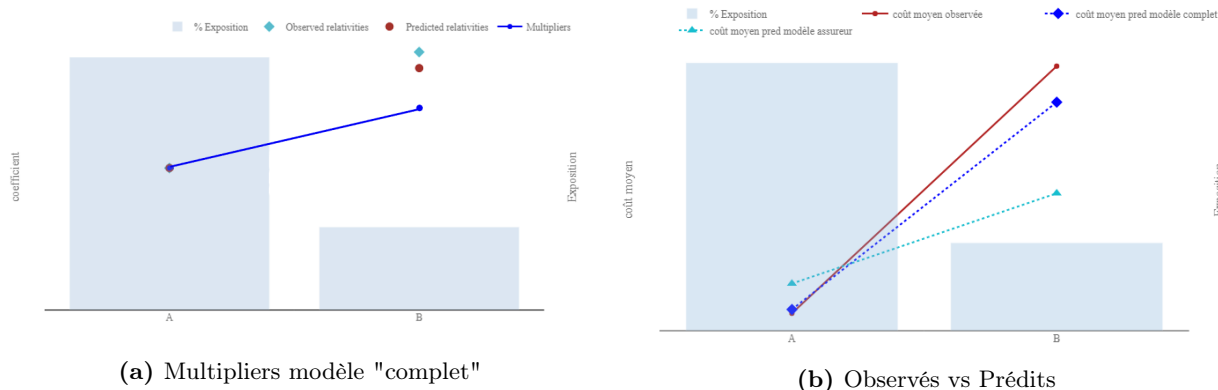 % Exposition
Observed relativities
Predicted relativities
Multipliers
coefficient
Exposition
A
B
(a) Multipliers modèle "complet"
% Exposition
coût moyen observée
coût moyen pred modèle complet
coût moyen pred modèle assureur
coût moyen
A
B
(b) Observés vs Prédits